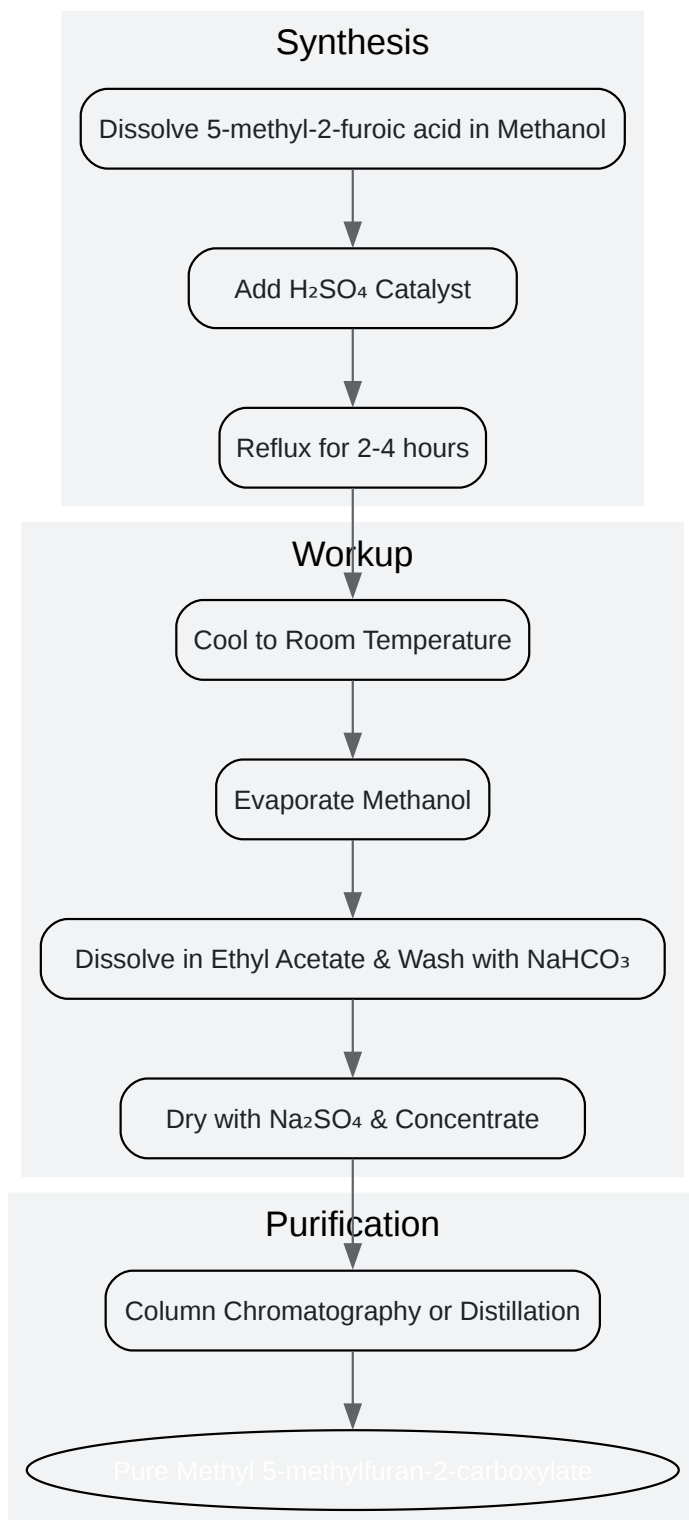 Synthesis
Dissolve 5-methyl-2-furoic acid in Methanol
Add H₂SO₄ Catalyst
Reflux for 2-4 hours
Workup
Cool to Room Temperature
Evaporate Methanol
Dissolve in Ethyl Acetate & Wash with NaHCO₃
Dry with Na₂SO₄ & Concentrate
Purification
Column Chromatography or Distillation
Pure Methyl 5-methylfuran-2-carboxylate